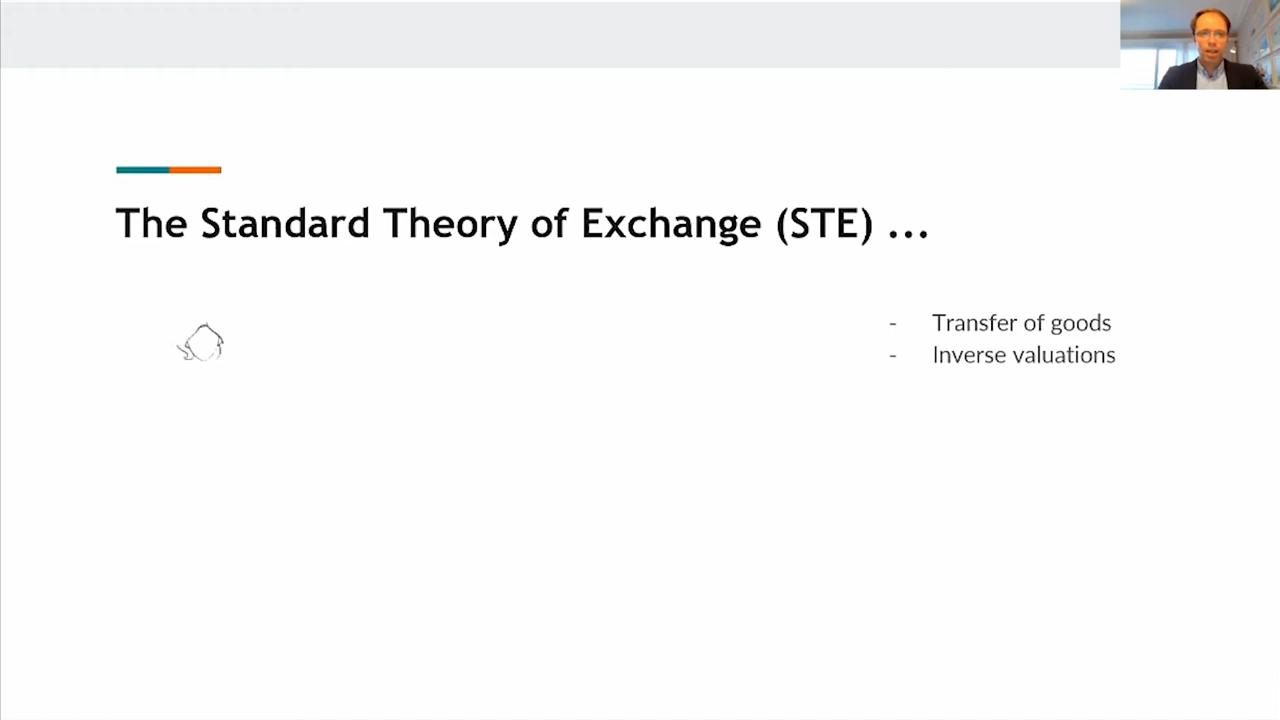 The Standard Theory of Exchange (STE) ...
- Transfer of goods
- Inverse valuations